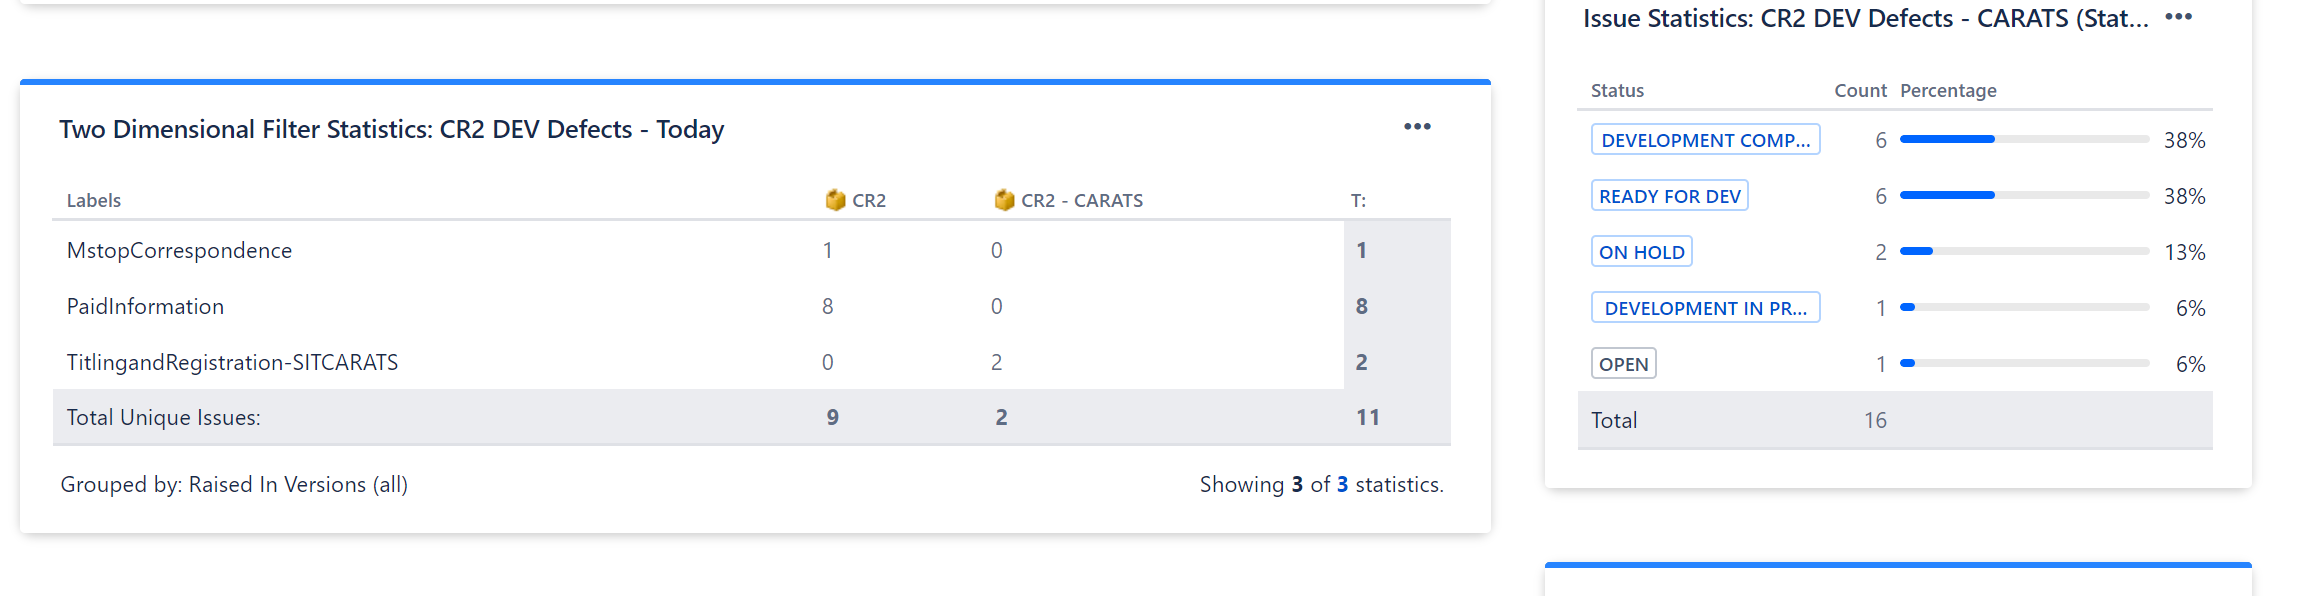 Two Dimensional Filter Statistics: CR2 DEV Defects - Today
Labels CR2 CR2 - CARATS T:
MstopCorrespondence 1 0 1
PaidInformation 8 0 8
TitlingandRegistration-SITCARATS 0 2 2
Total Unique Issues: 9 2 11
Grouped by: Raised In Versions (all) Showing 3 of 3 statistics.
Issue Statistics: CR2 DEV Defects - CARATS (Stat...
Status Count Percentage
DEVELOPMENT COMP... 6 38%
READY FOR DEV 6 38%
ON HOLD 2 13%
DEVELOPMENT IN PR... 1 6%
OPEN 1 6%
Total 16